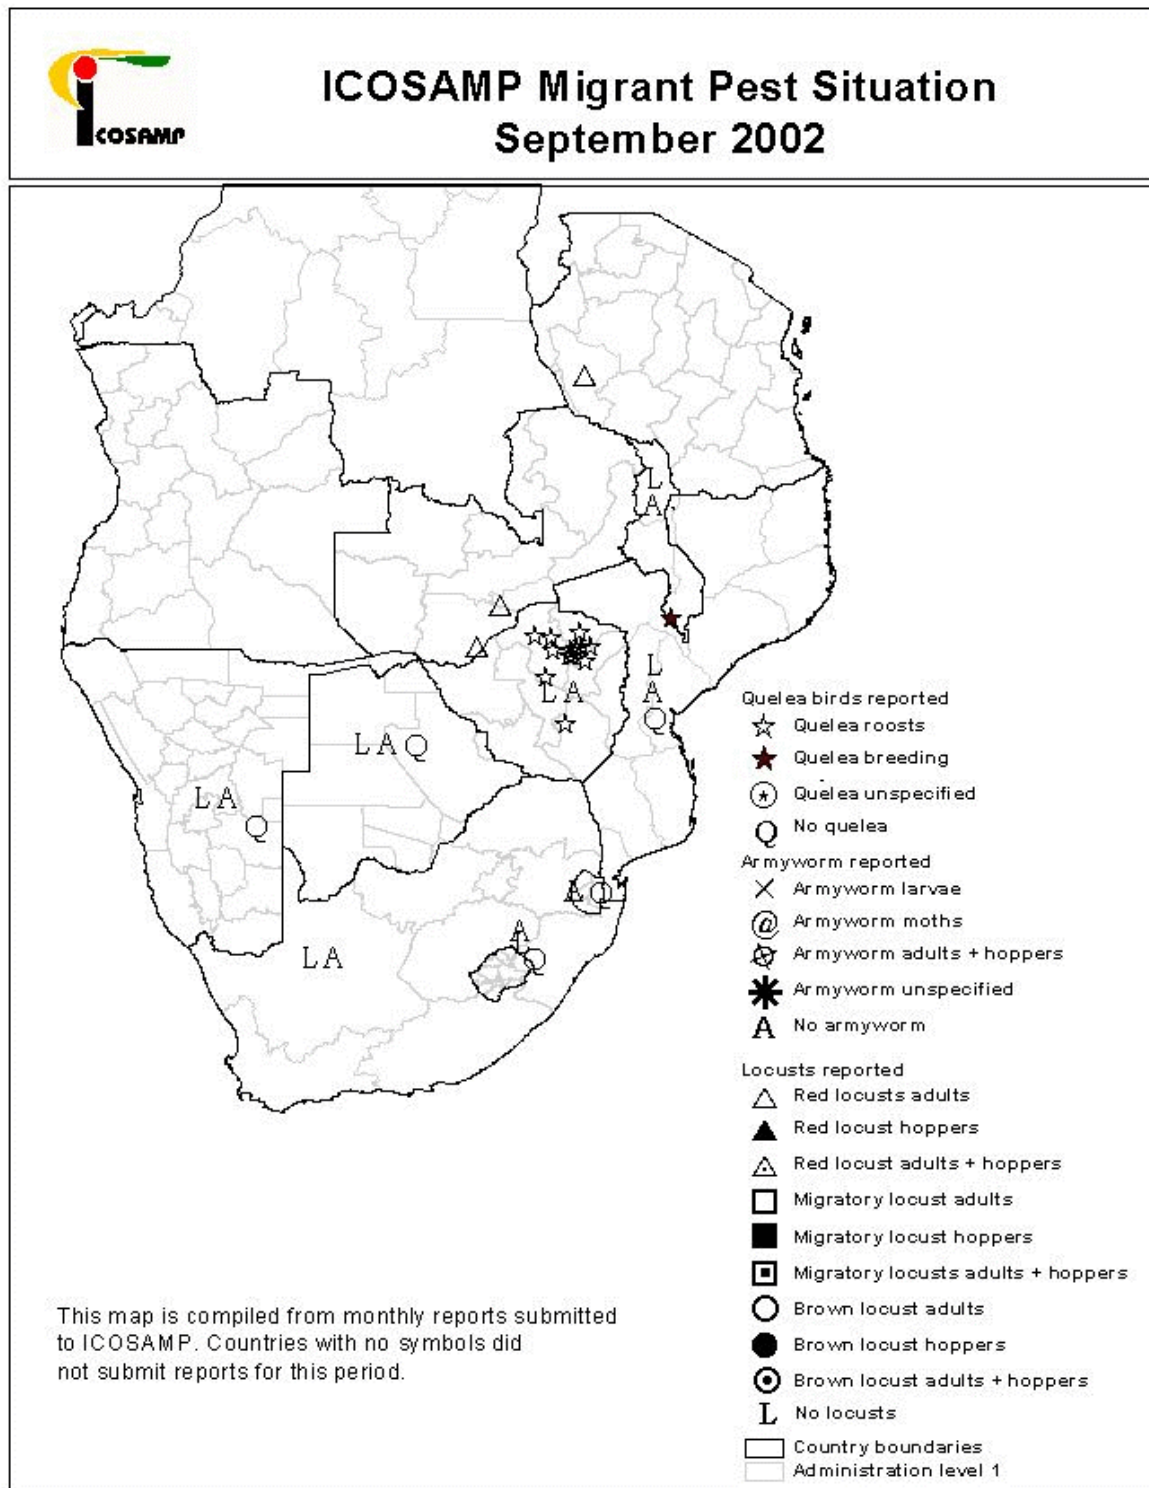 ICOSAMP
ICOSAMP Migrant Pest Situation
September 2002
L
A
L
A
Q
L A
L A Q
L A
Q
A Q L
A
L
Q
L A
Quelea birds reported
Quelea roosts
Quelea breeding
Quelea unspecified
Q No quelea
Armyworm reported
Armyworm larvae
@ Armyworm moths
Armyworm adults + hoppers
Armyworm unspecified
A No armyworm
Locusts reported
Red locusts adults
Red locust hoppers
Red locust adults + hoppers
Migratory locust adults
Migratory locust hoppers
Migratory locusts adults + hoppers
Brown locust adults
Brown locust hoppers
Brown locust adults + hoppers
L No locusts
Country boundaries
Administration level 1
This map is compiled from monthly reports submitted
to ICOSAMP. Countries with no symbols did
not submit reports for this period.